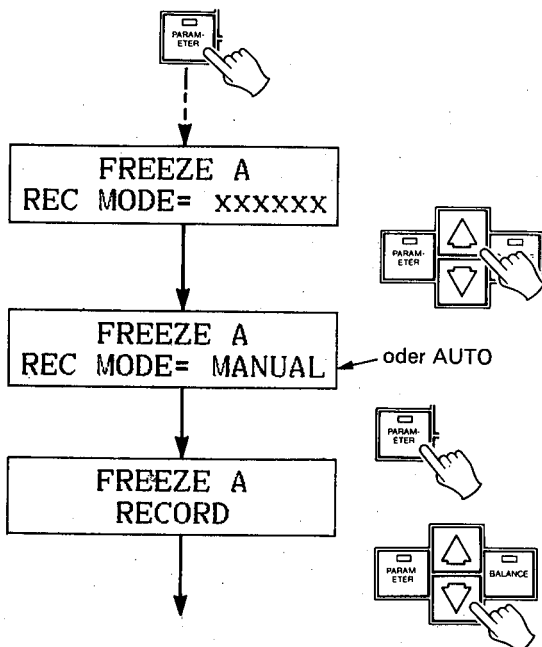 PARAM-
ETER
FREEZE A
REC MODE= XXXXXX
PARAM-
ETER
FREEZE A
REC MODE= MANUAL
oder AUTO
PARAM-
ETER
FREEZE A
RECORD
PARAM
ETER
BALANCE